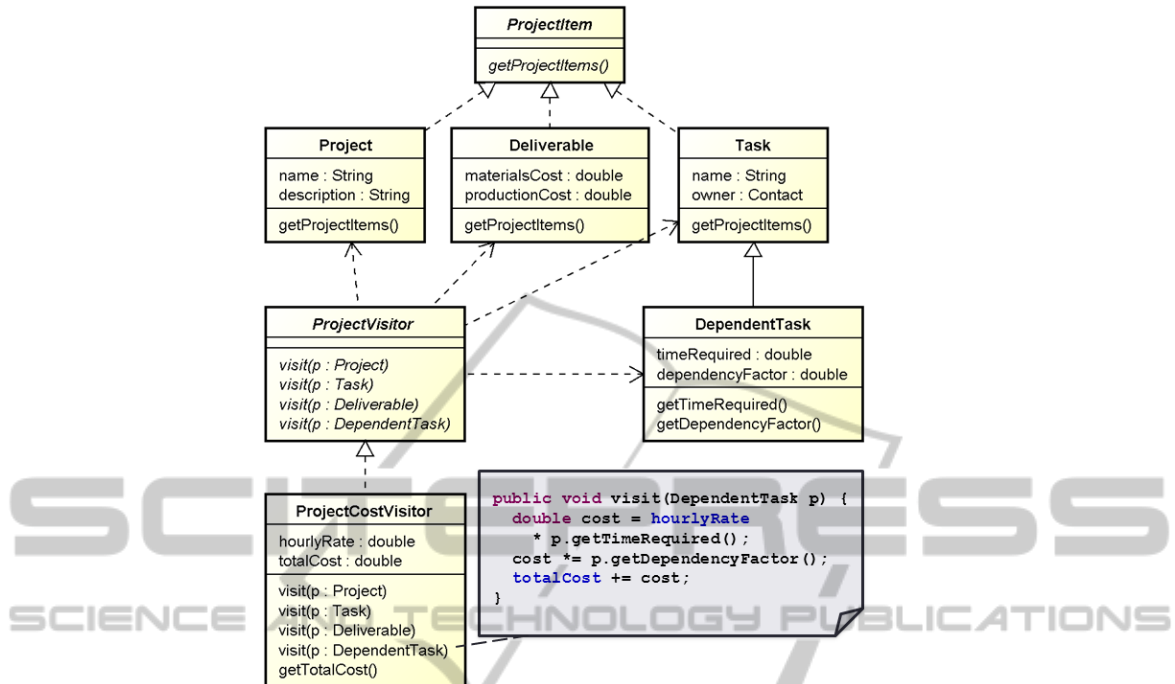 ProjectItem
getProjectItems()
Project
name : String
description : String
getProjectItems()
Deliverable
materialsCost : double
productionCost : double
getProjectItems()
Task
name : String
owner : Contact
getProjectItems()
ProjectVisitor
visit(p : Project)
visit(p : Task)
visit(p : Deliverable)
visit(p : DependentTask)
DependentTask
timeRequired : double
dependencyFactor : double
getTimeRequired()
getDependencyFactor()
ProjectCostVisitor
hourlyRate : double
totalCost : double
visit(p : Project)
visit(p : Task)
visit(p : Deliverable)
visit(p : DependentTask)
getTotalCost()
public void visit(DependentTask p) {
double cost = hourlyRate
* p.getTimeRequired();
cost *= p.getDependencyFactor();
totalCost += cost;
}
SCITEPRESS
SCIENCE AND TECHNOLOGY PUBLICATIONS